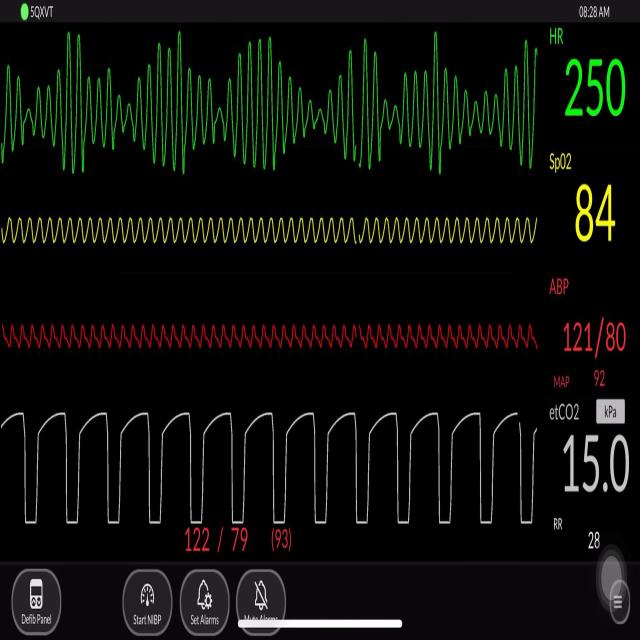 5QXVT
08:28 AM
HR
250
SpO2
84
ABP
121/80
MAP 92
etCO2 kPa
15.0
RR
28
122 / 79 (93)
Defib Panel
Start NIBP
Set Alarms
Mute Alarms